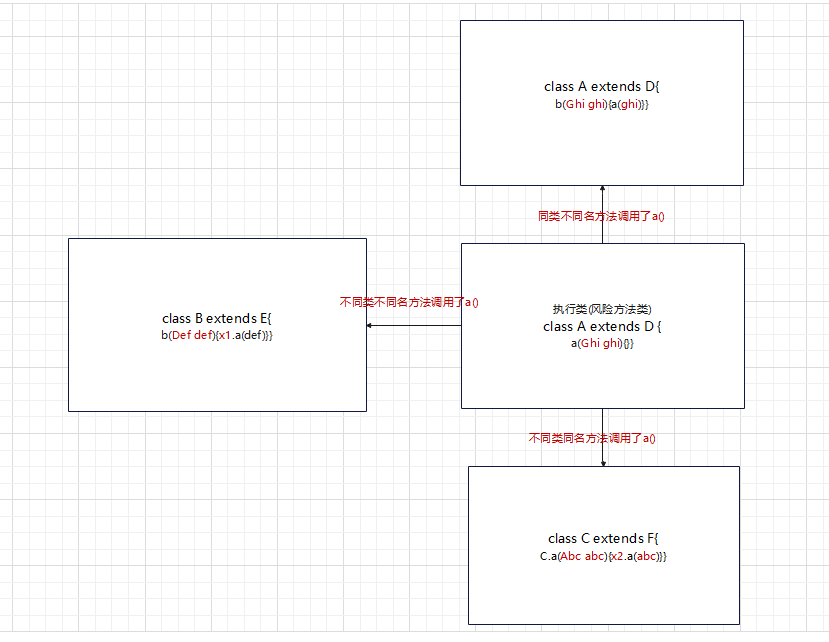 class A extends D{
b(Ghi ghi){a(ghi)}}
同类不同名方法调用了a()
不同类不同名方法调用了a()
class B extends E{
b(Def def){x1.a(def)}}
执行类(风险方法类)
class A extends D {
a(Ghi ghi){}}
不同类同名方法调用了a()
class C extends F{
C.a(Abc abc){x2.a(abc)}}